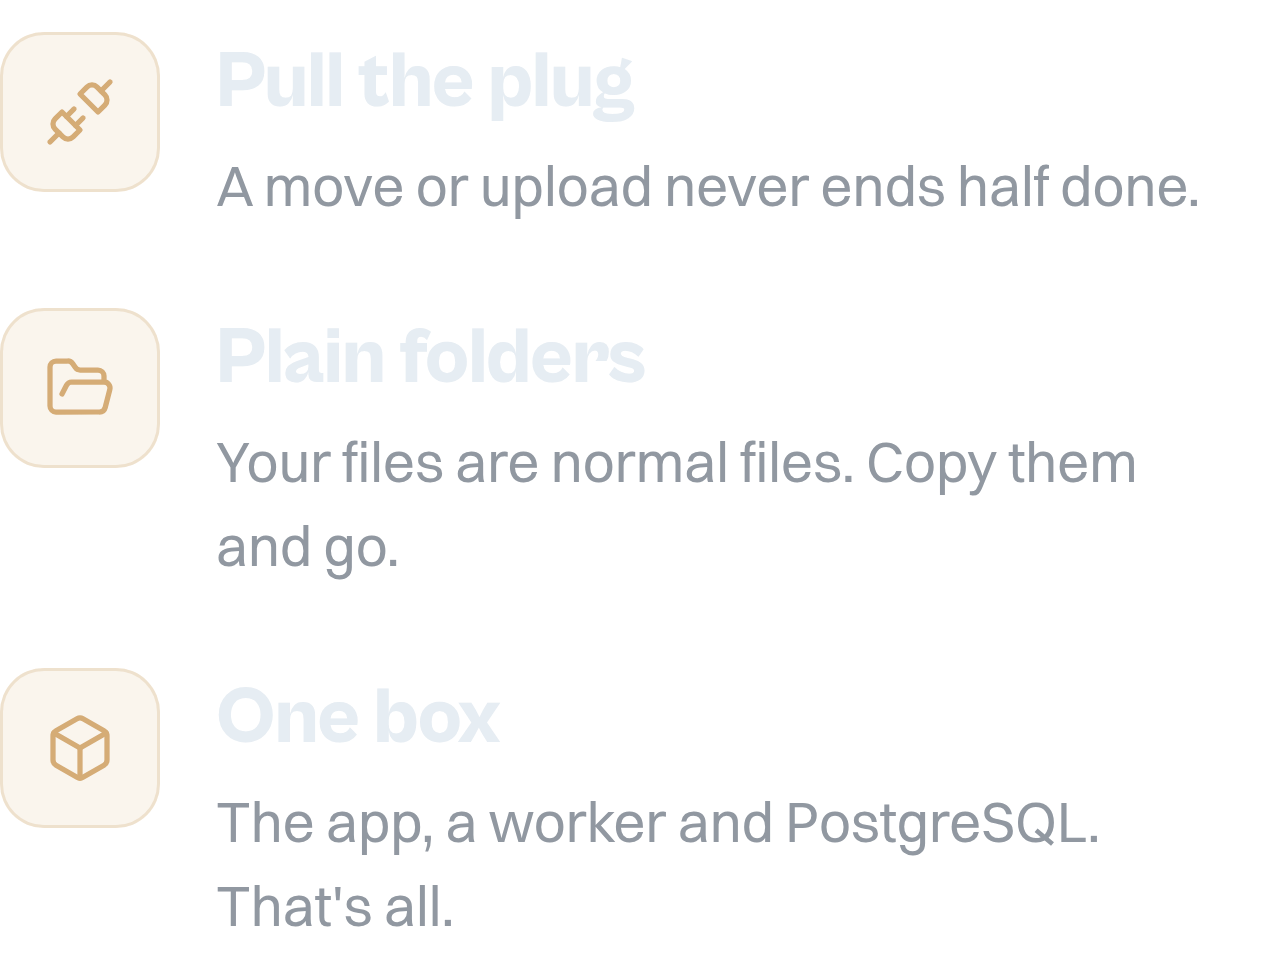 Pull the plug
A move or upload never ends half done.
Plain folders
Your files are normal files. Copy them
and go.
One box
The app, a worker and PostgreSQL.
That's all.